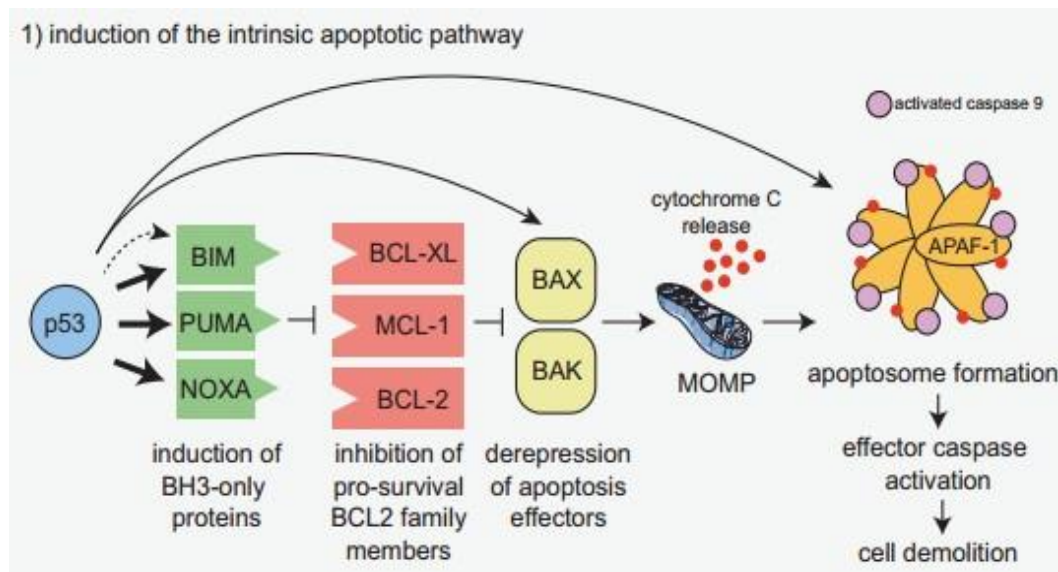 1) induction of the intrinsic apoptotic pathway
activated caspase 9
cytochrome C
release
APAF-1
BIM
BCL-XL
BAX
p53
PUMA
MCL-1
NOXA
BCL-2
BAK
MOMP
apoptosome formation
induction of
BH3-only
proteins
inhibition of
pro-survival
BCL2 family
members
derepression
of apoptosis
effectors
effector caspase
activation
cell demolition